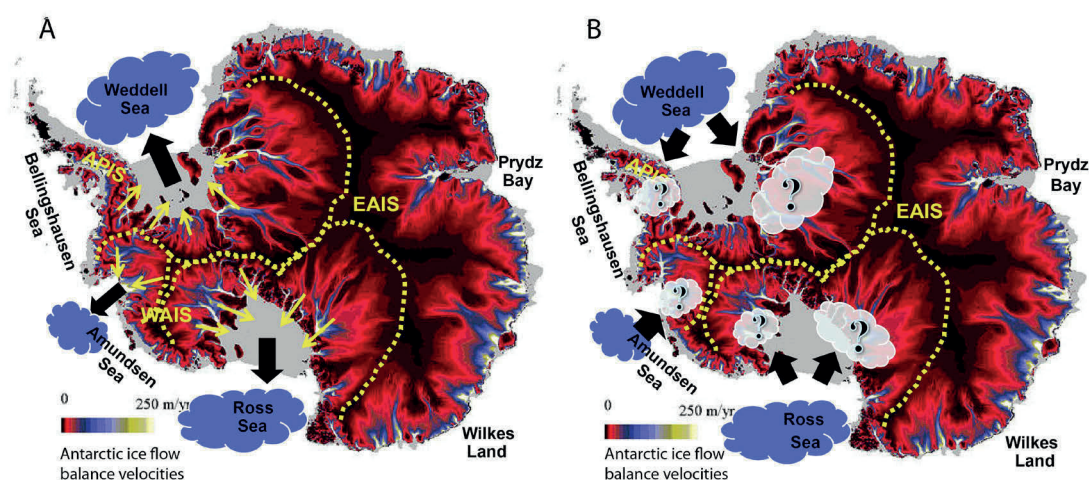 A
Weddell
Sea
APIS
Bellingshausen
Sea
EAIS
Prydz
Bay
WAIS
Amundsen
Sea
Ross
Sea
Wilkes
Land
0
250 m/yr
Antarctic ice flow
balance velocities
B
Weddell
Sea
API
Bellingshausen
Sea
?
?
EAIS
Prydz
Bay
?
?
?
Amundsen
Sea
Ross
Sea
Wilkes
Land
0
250 m/yr
Antarctic ice flow
balance velocities